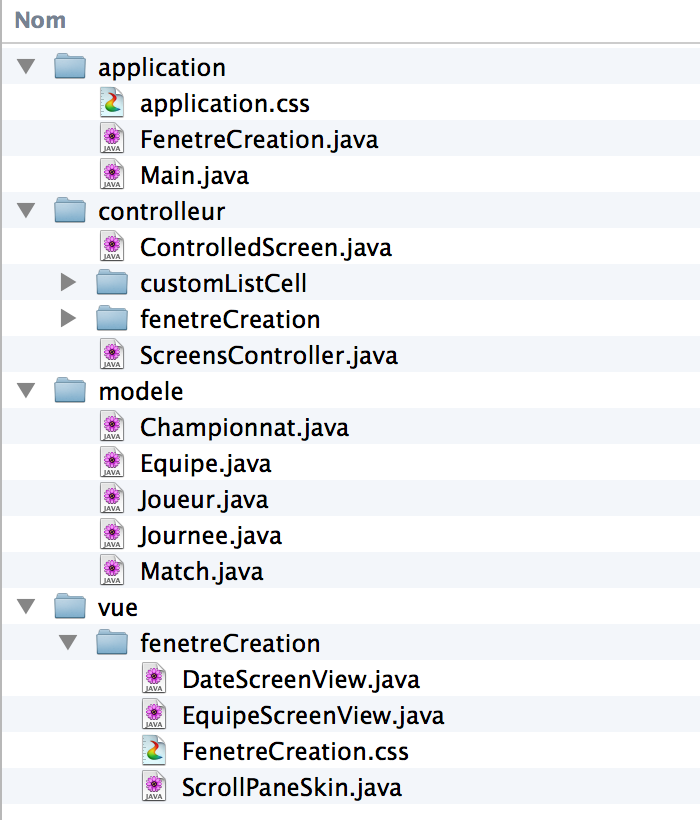 Nom
application
application.css
JAVA FenetreCreation.java
JAVA Main.java
controlleur
JAVA ControlledScreen.java
customListCell
fenetreCreation
JAVA ScreensController.java
modele
JAVA Championnat.java
JAVA Equipe.java
JAVA Joueur.java
JAVA Journee.java
JAVA Match.java
vue
fenetreCreation
JAVA DateScreenView.java
JAVA EquipeScreenView.java
FenetreCreation.css
JAVA ScrollPaneSkin.java